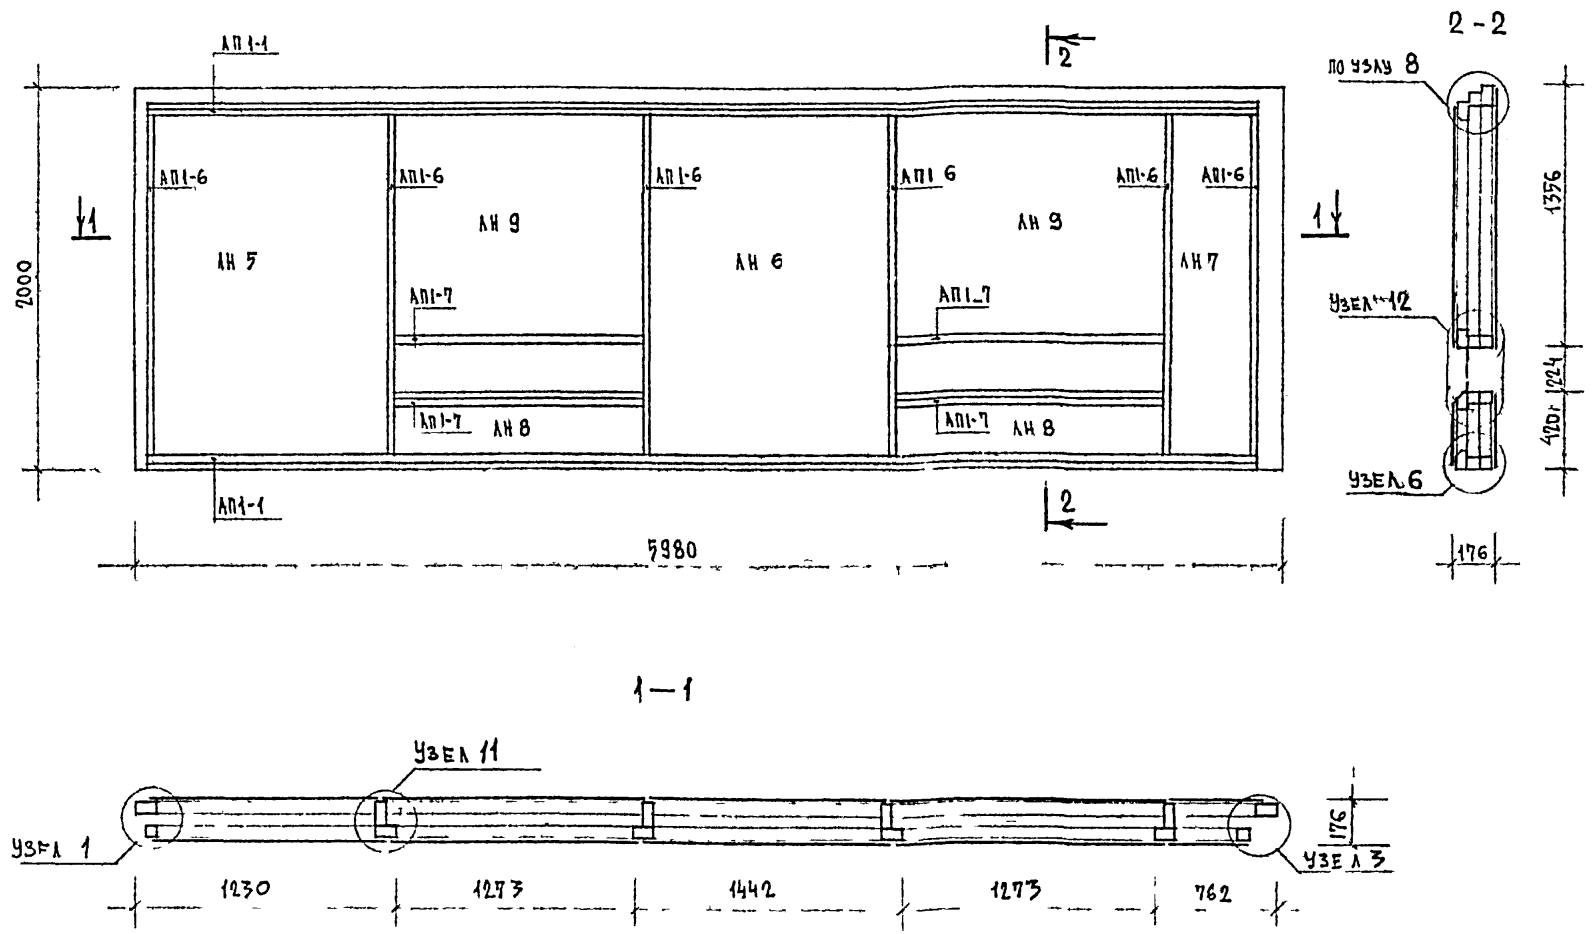 2-2
АП1-1
2
ПО УЗЛУ 8
АП1-6
АП1-6
АП1-6
АП1 6
АП1-6
АП1-6
1356
1
ЛН 9
ЛН 9
1
ЛН 5
ЛН 6
ЛН 7
2000
АП1-7
АП1-7
УЗЕЛ 12
224
АП1-7
ЛН 8
АП1-7
ЛН 8
420
УЗЕЛ 6
АП1-1
2
5980
176
1-1
УЗЕЛ 11
176
УЗЕЛ 1
УЗЕЛ 3
1230
1273
1442
1273
762